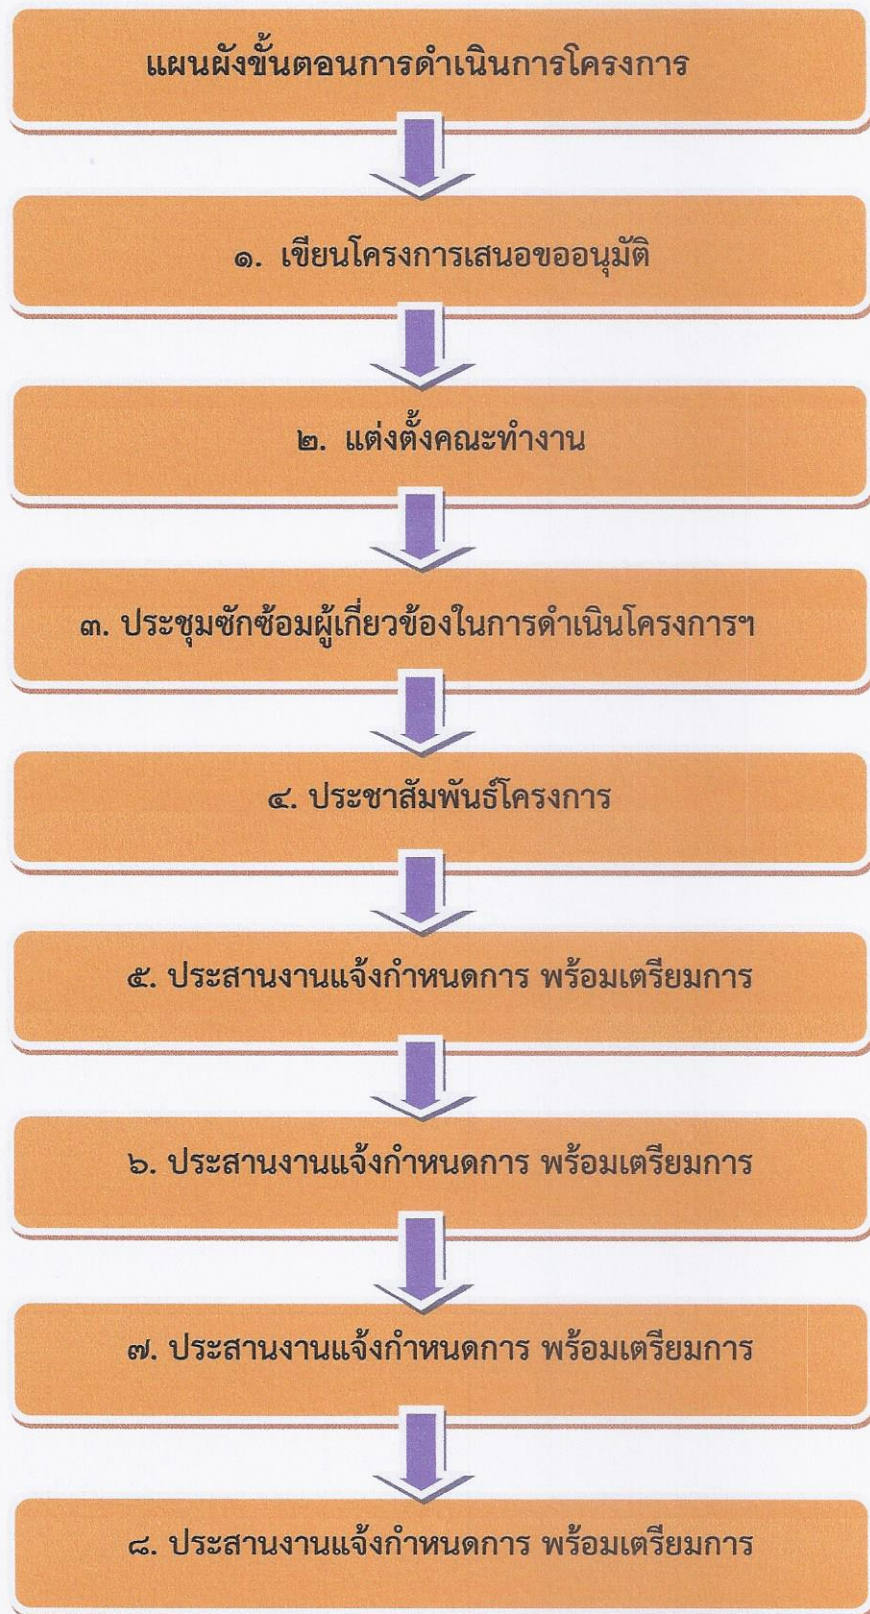 แผนผังขั้นตอนการดำเนินการโครงการ
๑. เขียนโครงการเสนอขออนุมัติ
๒. แต่งตั้งคณะทำงาน
๓. ประชุมซักซ้อมผู้เกี่ยวข้องในการดำเนินโครงการฯ
๔. ประชาสัมพันธ์โครงการ
๕. ประสานงานแจ้งกำหนดการ พร้อมเตรียมการ
๖. ประสานงานแจ้งกำหนดการ พร้อมเตรียมการ
๗. ประสานงานแจ้งกำหนดการ พร้อมเตรียมการ
๘. ประสานงานแจ้งกำหนดการ พร้อมเตรียมการ